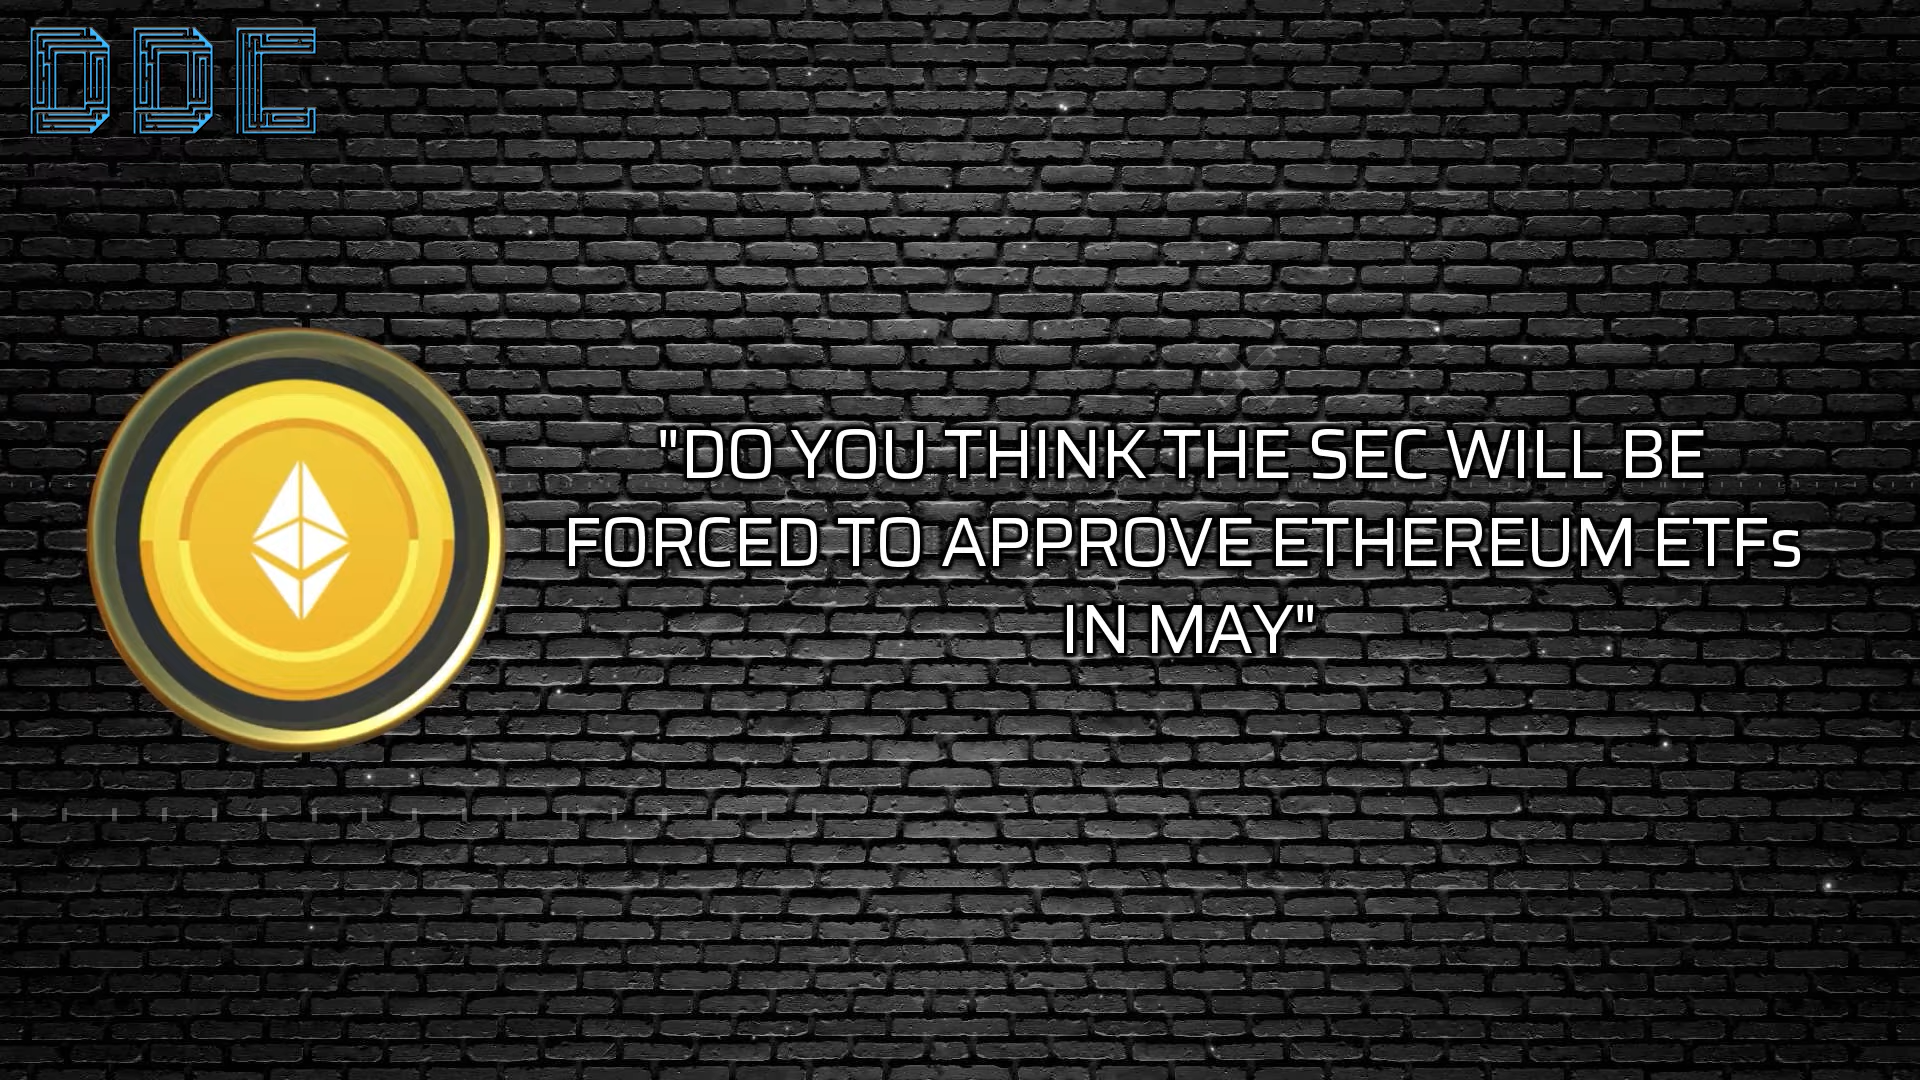 DDC
"DO YOU THINK THE SEC WILL BE
FORCED TO APPROVE ETHEREUM ETFs
IN MAY"